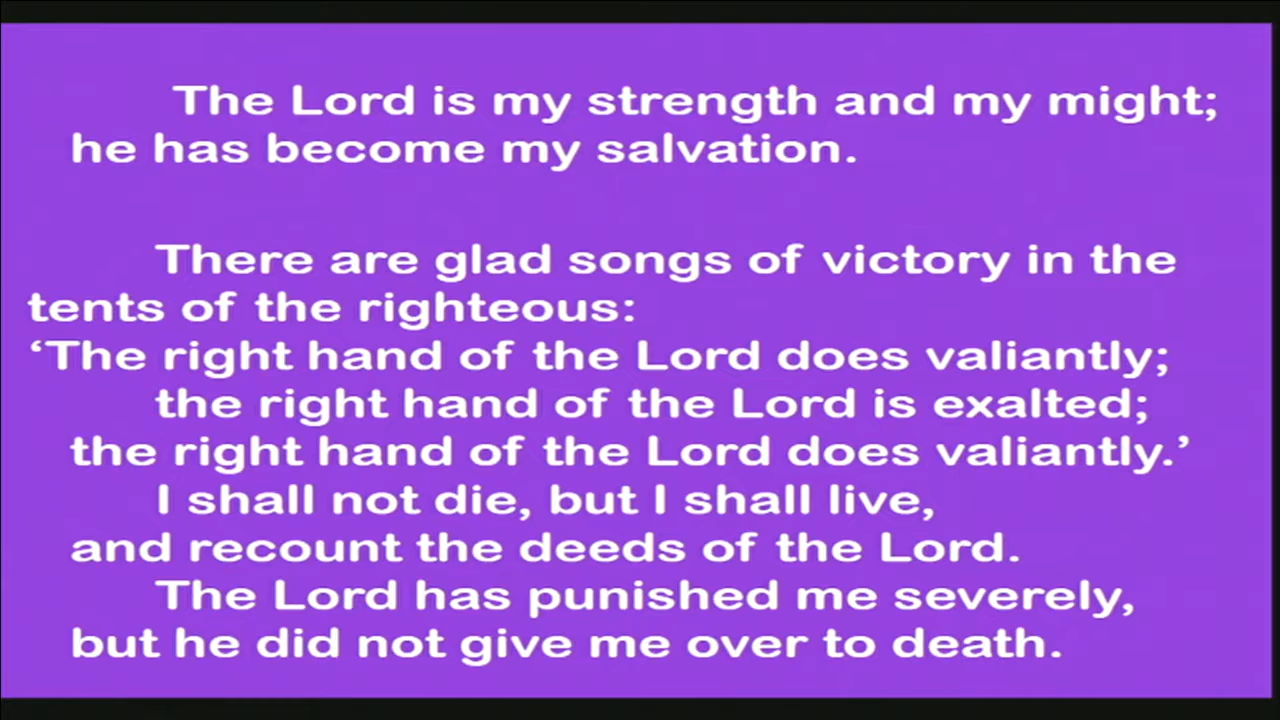 The Lord is my strength and my might;
he has become my salvation.
There are glad songs of victory in the
tents of the righteous:
‘The right hand of the Lord does valiantly;
the right hand of the Lord is exalted;
the right hand of the Lord does valiantly.’
I shall not die, but I shall live,
and recount the deeds of the Lord.
The Lord has punished me severely,
but he did not give me over to death.